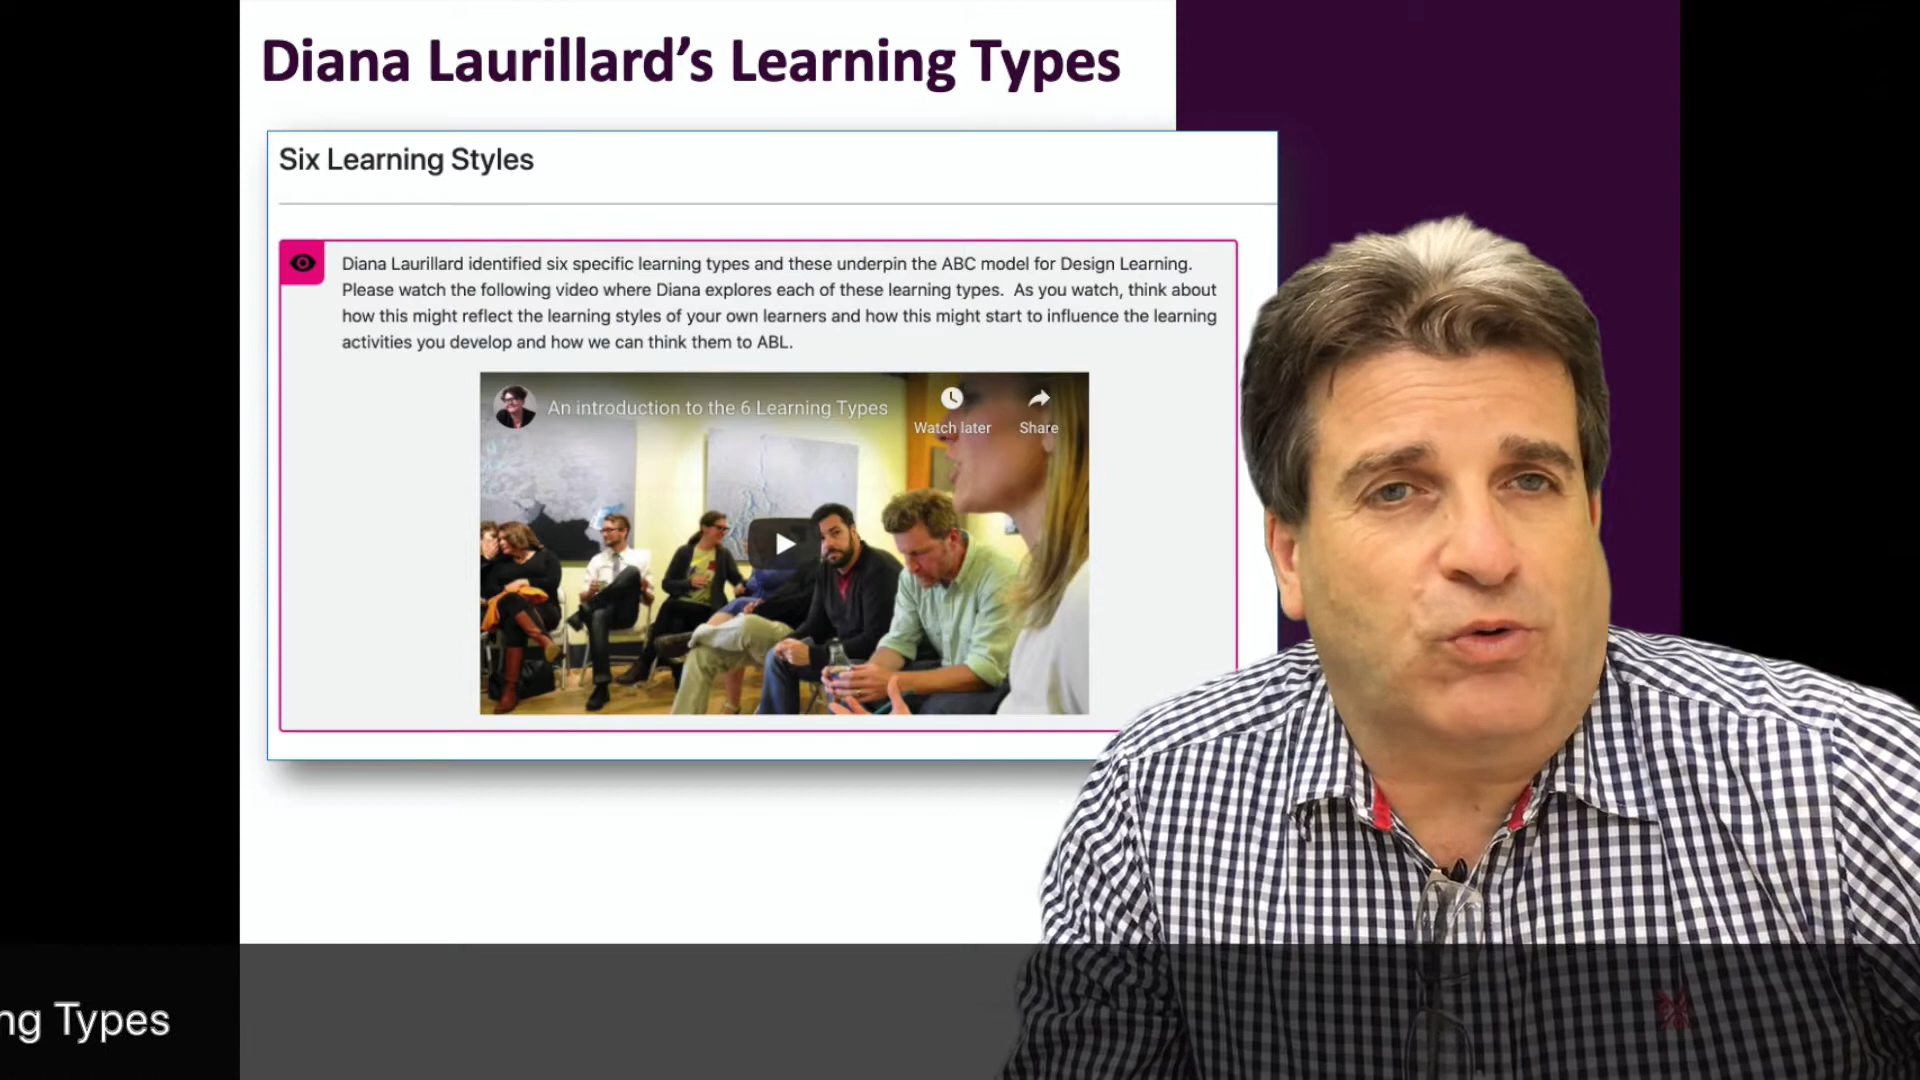 Diana Laurillard’s Learning Types
Six Learning Styles
Diana Laurillard identified six specific learning types and these underpin the ABC model for Design Learning.
Please watch the following video where Diana explores each of these learning types. As you watch, think about
how this might reflect the learning styles of your own learners and how this might start to influence the learning
activities you develop and how we can think them to ABL.
An introduction to the 6 Learning Types
Watch later
Share
ng Types